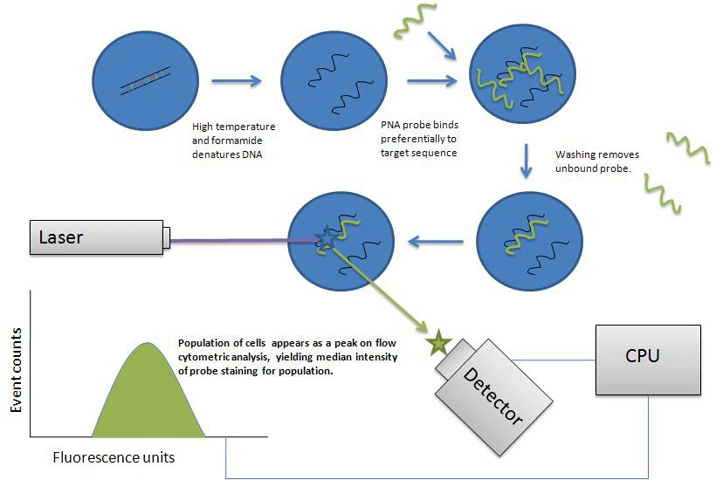 High temperature
and formamide
denatures DNA
PNA probe binds
preferentially to
target sequence
Washing removes
unbound probe.
Laser
Population of cells appears as a peak on flow
cytometric analysis, yielding median intensity
of probe staining for population.
Detector
CPU
Event counts
Fluorescence units